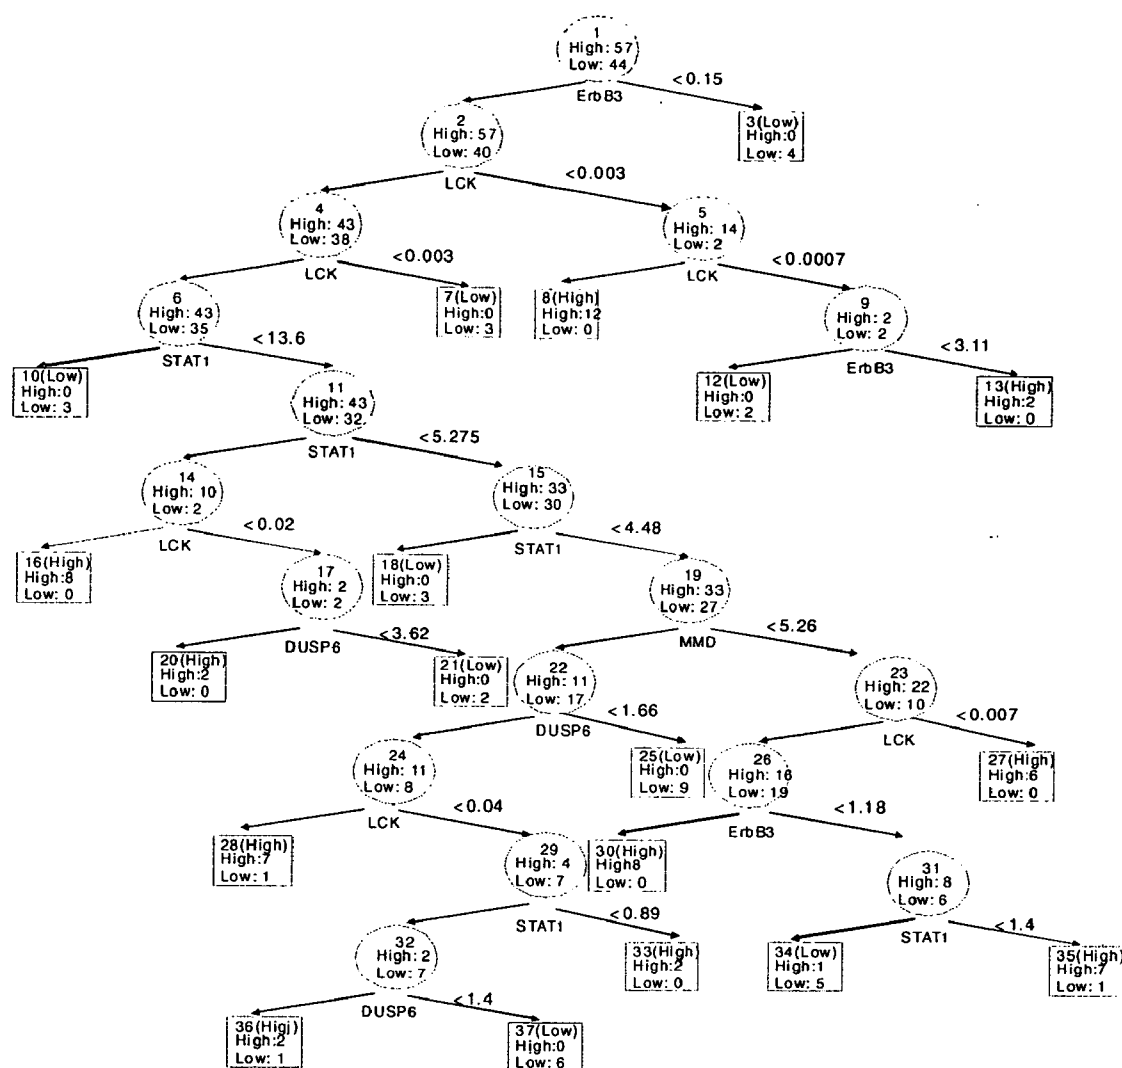 1
High: 57
Low: 44
<0.15
ErbB3
2
High: 57
Low: 40
3(Low)
High:0
Low: 4
<0.003
LCK
4
High: 43
Low: 38
5
High: 14
Low: 2
<0.003
LCK
<0.0007
LCK
6
High: 43
Low: 35
7(Low)
High:0
Low: 3
8(High)
High:12
Low: 0
9
High: 2
Low: 2
<13.6
STAT1
<3.11
ErbB3
10(Low)
High:0
Low: 3
11
High: 43
Low: 32
12(Low)
High:0
Low: 2
13(High)
High:2
Low: 0
<5.275
STAT1
14
High: 10
Low: 2
15
High: 33
Low: 30
<0.02
LCK
<4.48
STAT1
16(High)
High:8
Low: 0
17
High: 2
Low: 2
18(Low)
High:0
Low: 3
19
High: 33
Low: 27
<3.62
DUSP6
<5.26
MMD
20(High)
High:2
Low: 0
21(Low)
High:0
Low: 2
22
High: 11
Low: 17
23
High: 22
Low: 10
<1.66
DUSP6
<0.007
LCK
24
High: 11
Low: 8
25(Low)
High:0
Low: 9
26
High: 16
Low: 19
27(High)
High:6
Low: 0
<0.04
LCK
<1.18
ErbB3
28(High)
High:7
Low: 1
29
High: 4
Low: 7
30(High)
High8
Low: 0
31
High: 8
Low: 6
<0.89
STAT1
<1.4
STAT1
32
High: 2
Low: 7
33(High)
High:2
Low: 0
34(Low)
High:1
Low: 5
35(High)
High:7
Low: 1
<1.4
DUSP6
36(Higj)
High:2
Low: 1
37(Low)
High:0
Low: 6